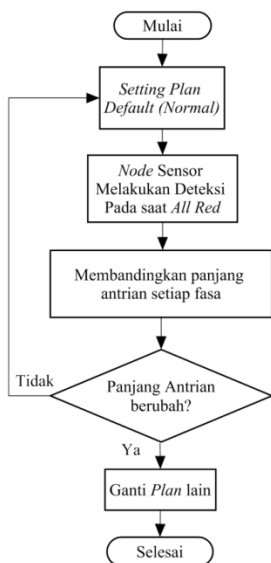 Mulai
Setting Plan
Default (Normal)
Node Sensor
Melakukan Deteksi
Pada saat All Red
Membandingkan panjang
antrian setiap fasa
Tidak
Panjang Antrian
berubah?
Ya
Ganti Plan lain
Selesai